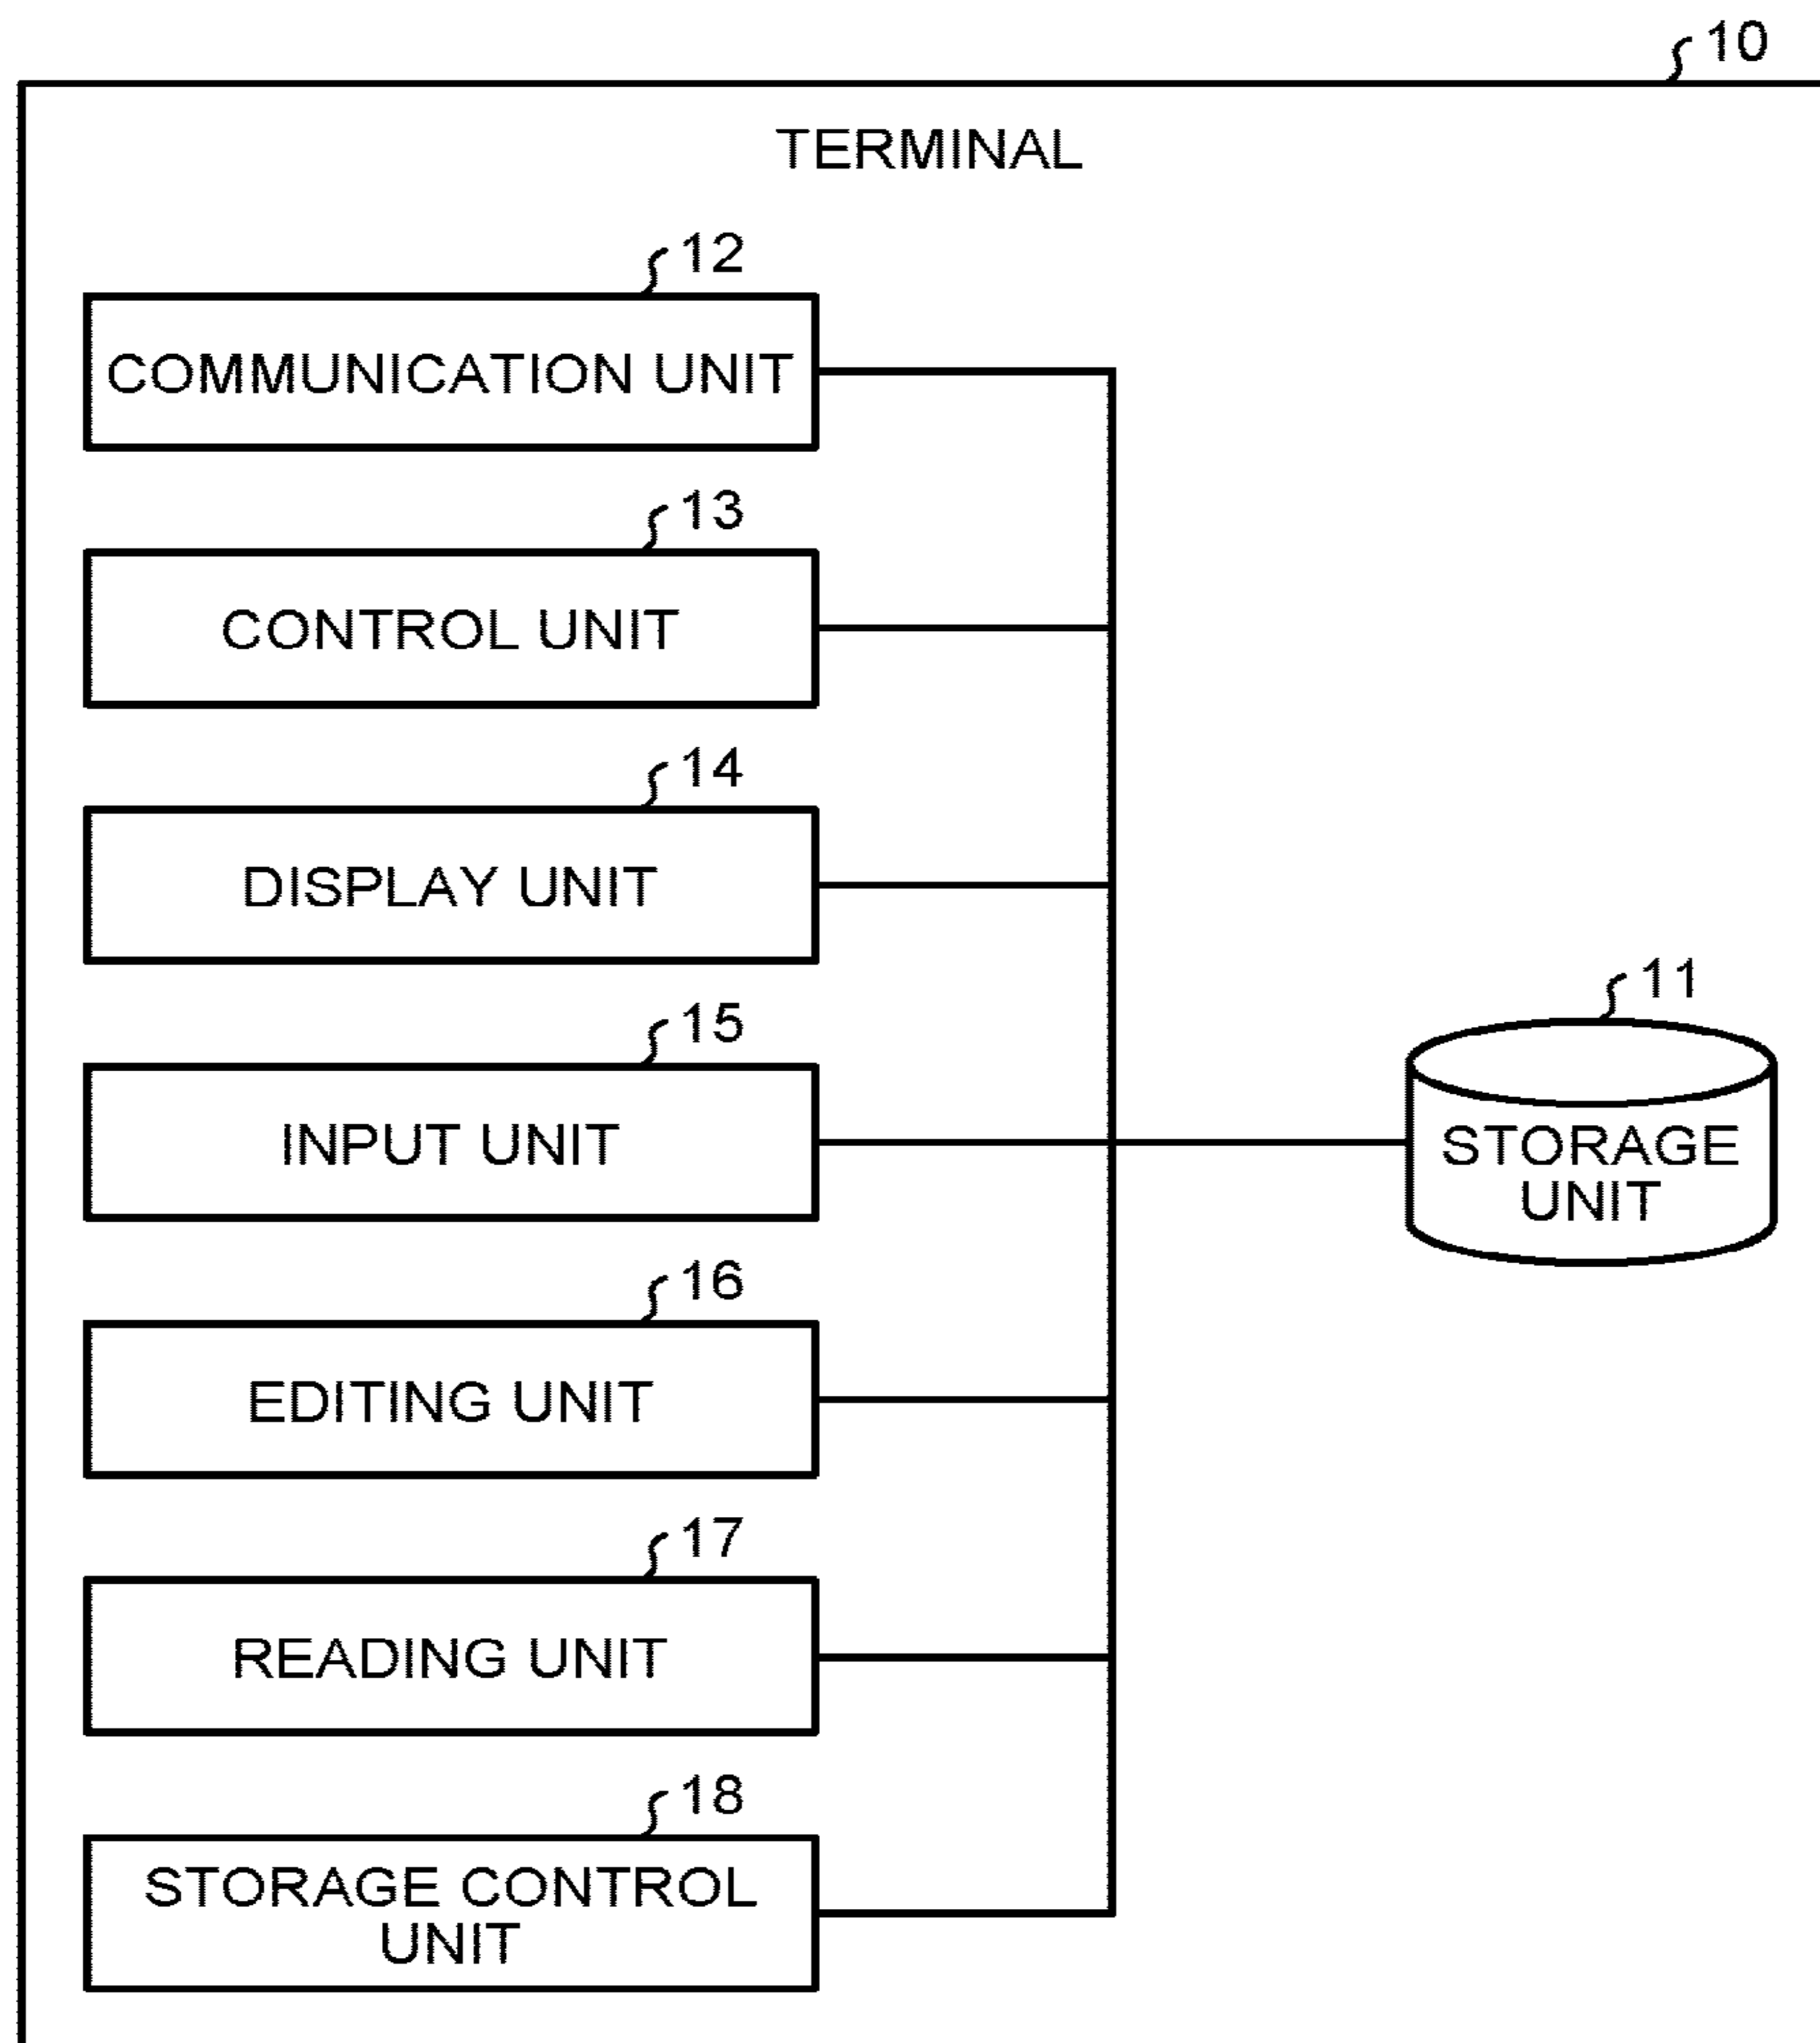 10
TERMINAL
12
COMMUNICATION UNIT
13
CONTROL UNIT
14
DISPLAY UNIT
11
STORAGE
UNIT
15
INPUT UNIT
16
EDITING UNIT
17
READING UNIT
18
STORAGE CONTROL
UNIT